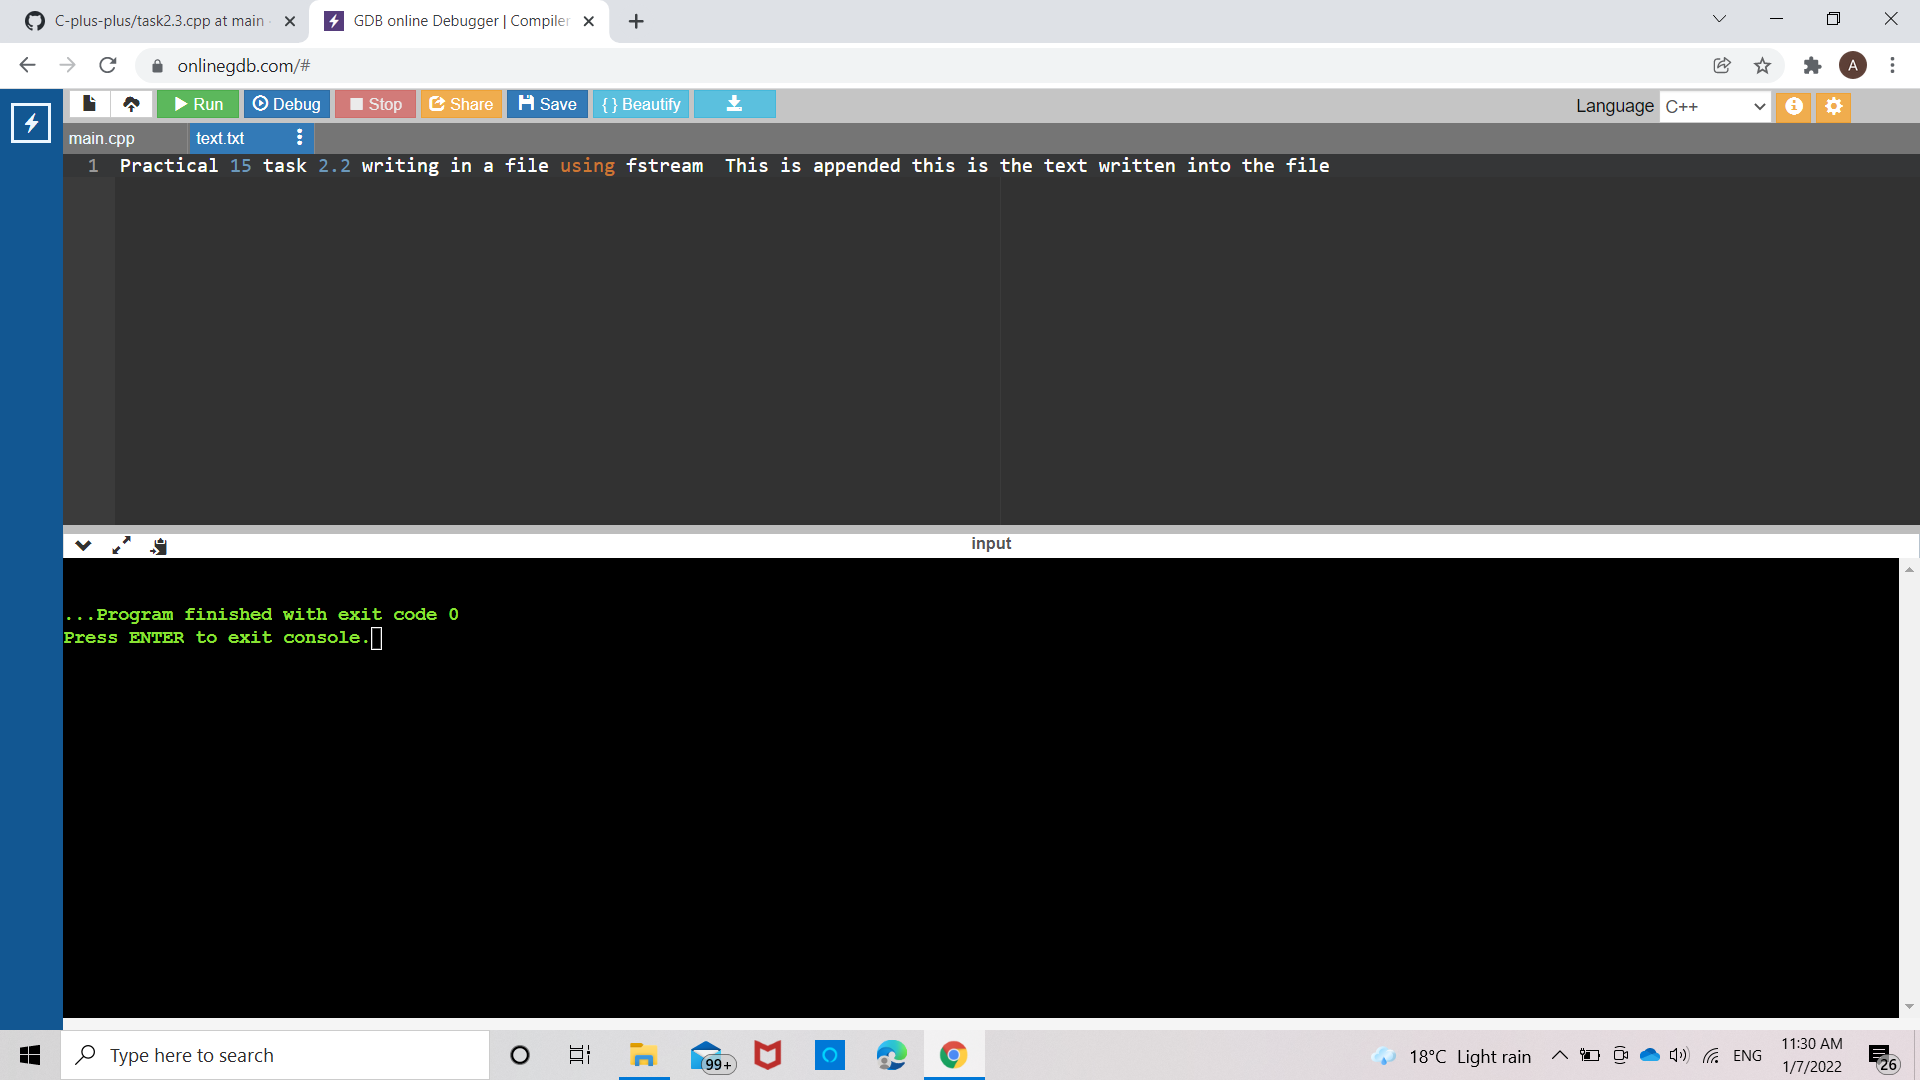 C-plus-plus/task2.3.cpp at main
GDB online Debugger | Compiler
onlinegdb.com/#
A
Run
Debug
Stop
Share
Save
{ } Beautify
Language
C++
main.cpp
text.txt
1 Practical 15 task 2.2 writing in a file using fstream  This is appended this is the text written into the file
input
...Program finished with exit code 0
Press ENTER to exit console.
Type here to search
99+
18°C Light rain
ENG
11:30 AM
1/7/2022
26